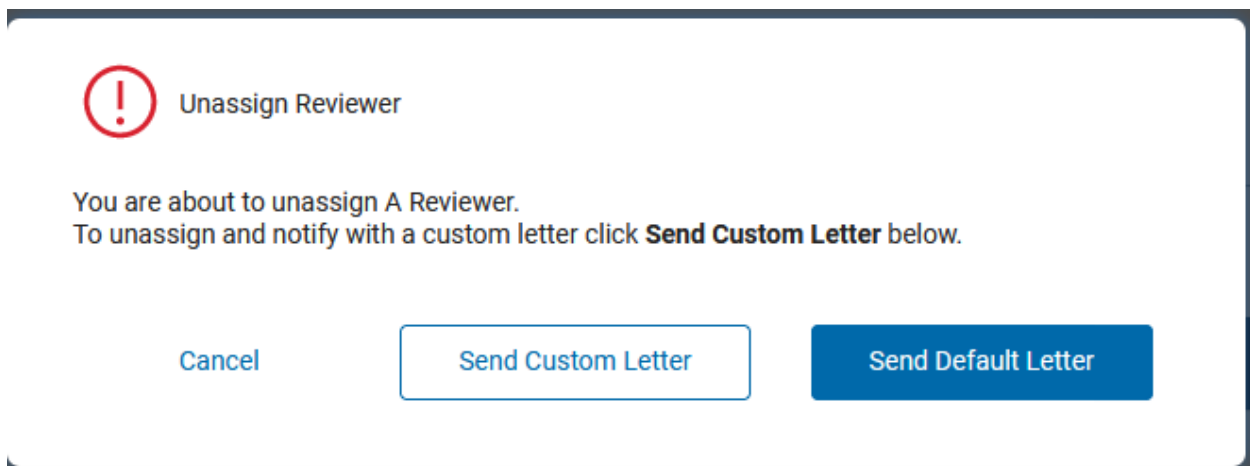 Unassign Reviewer
You are about to unassign A Reviewer.
To unassign and notify with a custom letter click Send Custom Letter below.
Cancel
Send Custom Letter
Send Default Letter